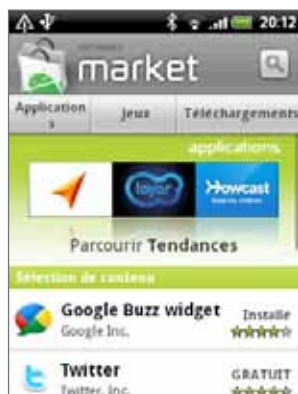 20:12
market
Application
s
Jeux
Téléchargements
applications
layar
Howcast
Parcourir Tendances
Sélection de contenu
Google Buzz widget
Installé
Google Inc.
Twitter
GRATUIT
Twitter, Inc.